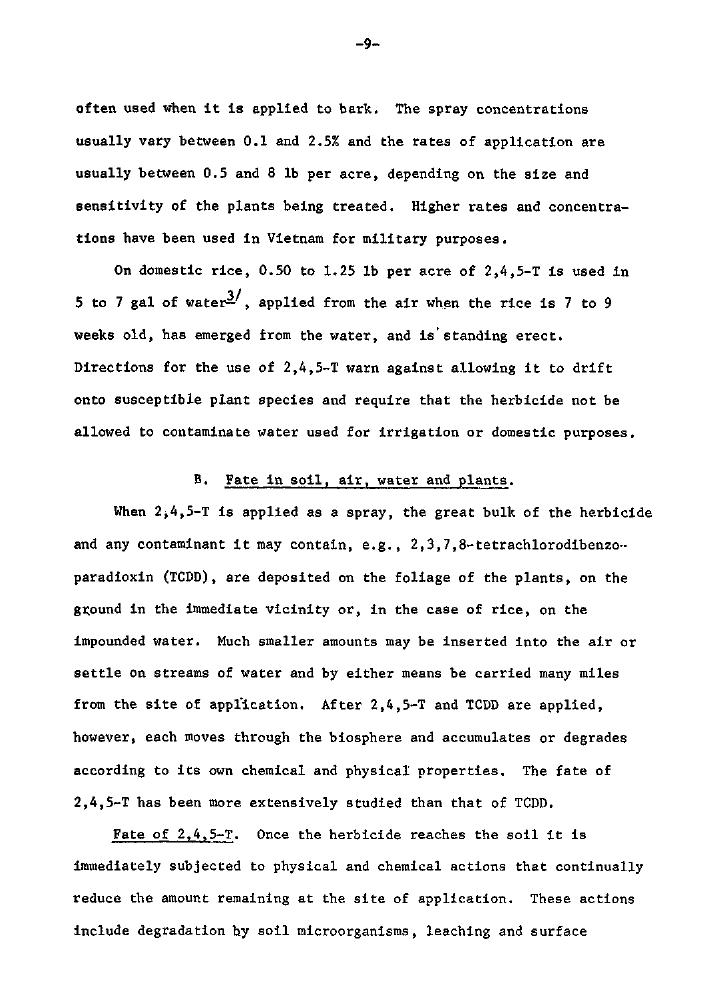 -9-
often used when it is applied to bark. The spray concentrations
usually vary between 0.1 and 2.5% and the rates of application are
usually between 0.5 and 8 lb per acre, depending on the size and
sensitivity of the plants being treated. Higher rates and concentra-
tions have been used in Vietnam for military purposes.
On domestic rice, 0.50 to 1.25 lb per acre of 2,4,5-T is used in
5 to 7 gal of water3/, applied from the air when the rice is 7 to 9
weeks old, has emerged from the water, and is standing erect.
Directions for the use of 2,4,5-T warn against allowing it to drift
onto susceptible plant species and require that the herbicide not be
allowed to contaminate water used for irrigation or domestic purposes.
B. Fate in soil, air, water and plants.
When 2,4,5-T is applied as a spray, the great bulk of the herbicide
and any contaminant it may contain, e.g., 2,3,7,8-tetrachlorodibenzo-
paradioxin (TCDD), are deposited on the foliage of the plants, on the
ground in the immediate vicinity or, in the case of rice, on the
impounded water. Much smaller amounts may be inserted into the air or
settle on streams of water and by either means be carried many miles
from the site of application. After 2,4,5-T and TCDD are applied,
however, each moves through the biosphere and accumulates or degrades
according to its own chemical and physical properties. The fate of
2,4,5-T has been more extensively studied than that of TCDD.
Fate of 2,4,5-T. Once the herbicide reaches the soil it is
immediately subjected to physical and chemical actions that continually
reduce the amount remaining at the site of application. These actions
include degradation by soil microorganisms, leaching and surface